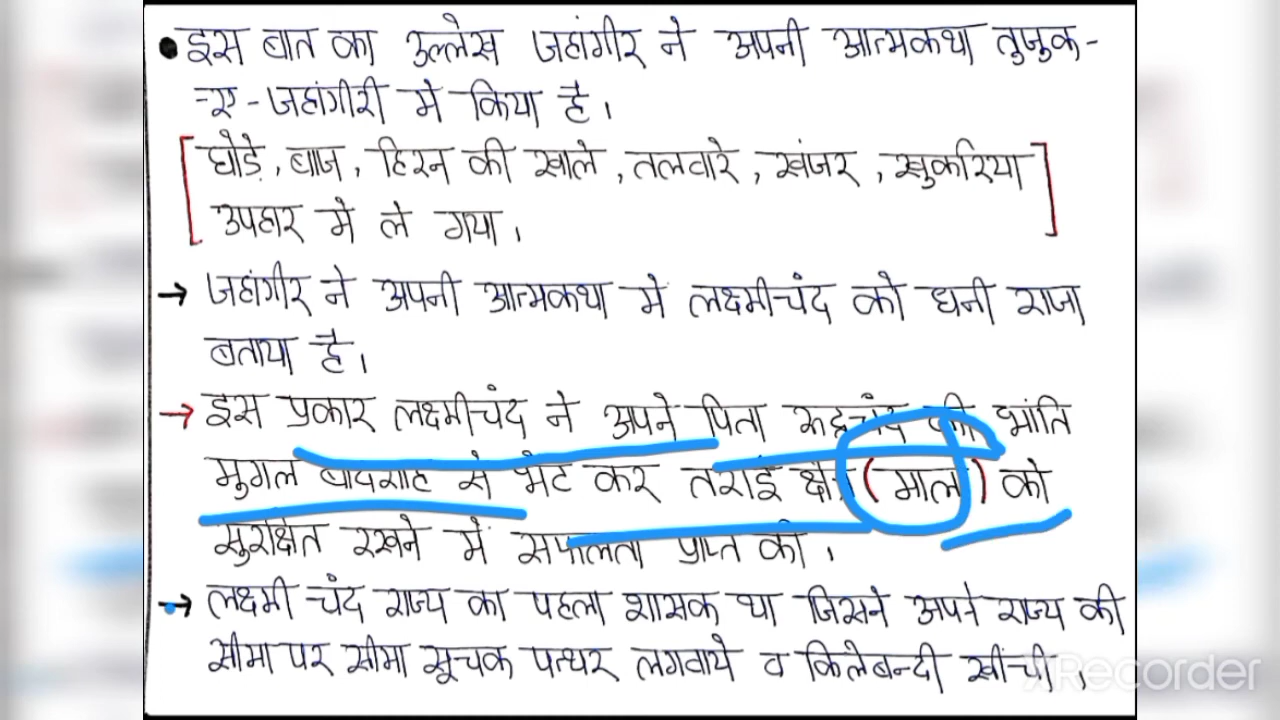 ● इस बात का उल्लेख जहांगीर ने अपनी आत्मकथा तुजुक-
-ए-जहांगीरी में किया है।
[घोड़े, बाज, हिरन की खाले, तलवारे, खंजर, खुकरिया]
उपहार में ले गया।
→ जहांगीर ने अपनी आत्मकथा मे लक्ष्मीचंद को धनी राजा
बताया है।
→ इस प्रकार लक्ष्मीचंद ने अपने पिता रुद्रचंद की भांति
मुगल बादशाह से भेंट कर तराई क्षेत्र (माल) को
सुरक्षित रखने में सफलता प्राप्त की।
→ लक्ष्मी चंद राज्य का पहला शासक था जिसने अपने राज्य की
सीमा पर सीमा सूचक पत्थर लगवाये व किलेबन्दी खींची।
XRecorder